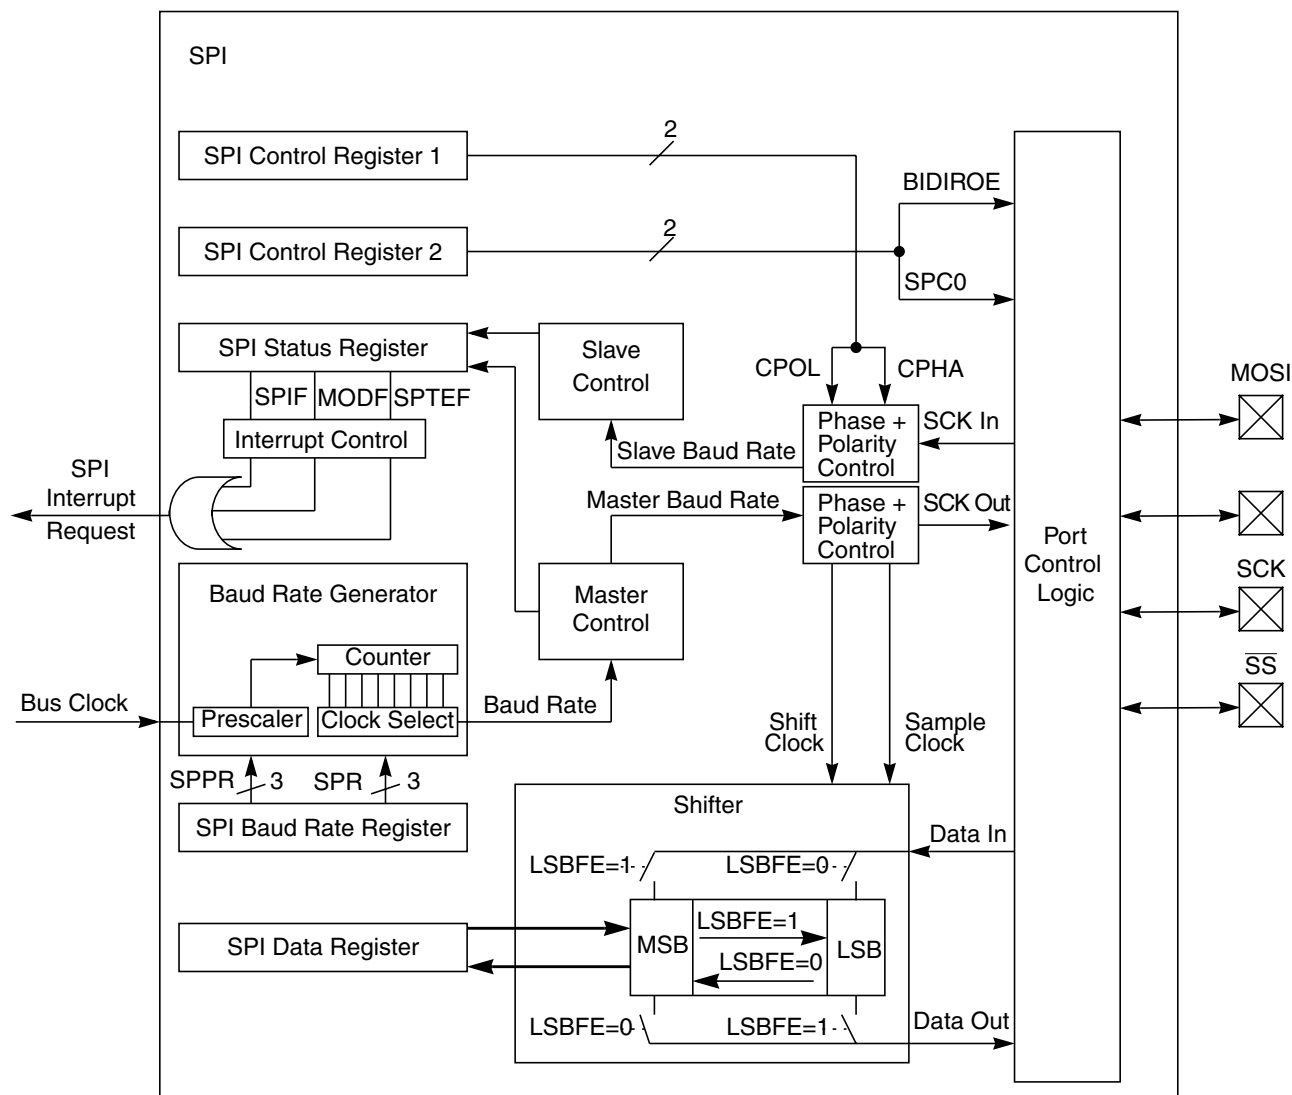 SPI
SPI Control Register 1
2
BIDIROE
SPI Control Register 2
2
SPC0
SPI Status Register
Slave
Control
CPOL
CPHA
MOSI
SPIF
MODF
SPTEF
Interrupt Control
Phase +
Polarity
Control
SCK In
Slave Baud Rate
SPI
Interrupt
Request
Master Baud Rate
Phase +
Polarity
Control
SCK Out
Port
Control
Logic
SCK
Baud Rate Generator
Master
Control
Counter
SS
Bus Clock
Prescaler
Clock Select
Baud Rate
Shift
Clock
Sample
Clock
SPPR
3
SPR
3
SPI Baud Rate Register
Shifter
Data In
LSBFE=1
LSBFE=0
SPI Data Register
MSB
LSBFE=1
LSBFE=0
LSB
LSBFE=0
LSBFE=1
Data Out